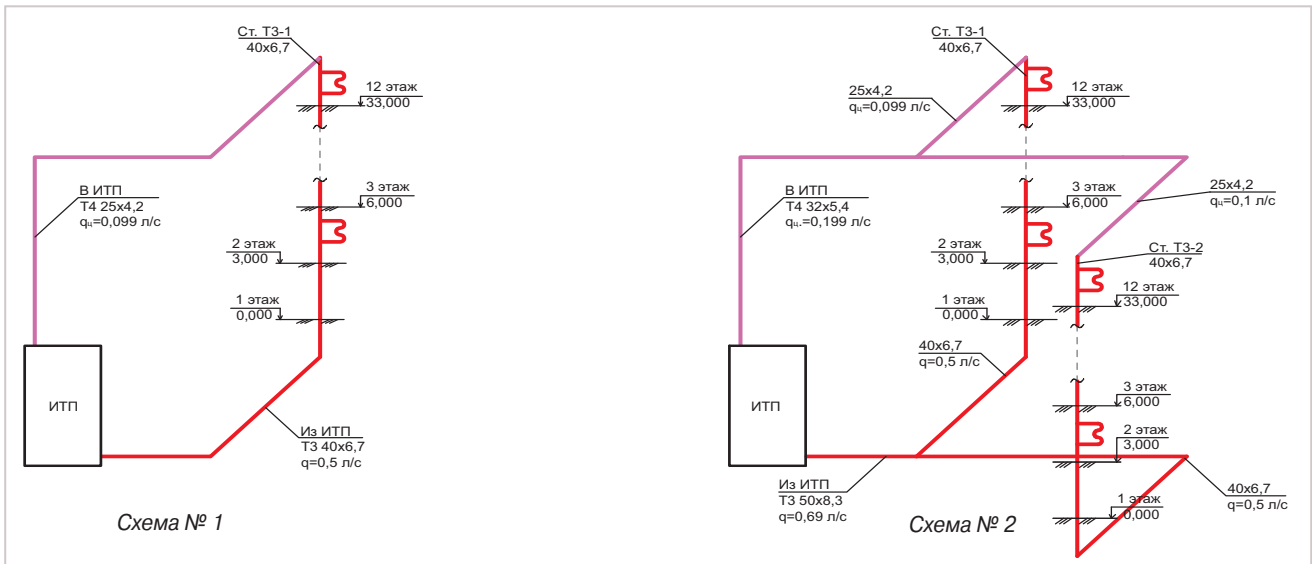 Ст. Т3-1
40х6,7
12 этаж
33,000
В ИТП
Т4 25х4,2
qц=0,099 л/с
3 этаж
6,000
2 этаж
3,000
1 этаж
0,000
ИТП
Из ИТП
Т3 40х6,7
q=0,5 л/с
Схема № 1
Ст. Т3-1
40х6,7
25х4,2
qц=0,099 л/с
12 этаж
33,000
В ИТП
Т4 32х5,4
qц.=0,199 л/с
3 этаж
6,000
25х4,2
qц=0,1 л/с
2 этаж
3,000
Ст. Т3-2
40х6,7
1 этаж
0,000
12 этаж
33,000
40х6,7
q=0,5 л/с
ИТП
3 этаж
6,000
2 этаж
3,000
Из ИТП
Т3 50х8,3
q=0,69 л/с
40х6,7
q=0,5 л/с
1 этаж
0,000
Схема № 2